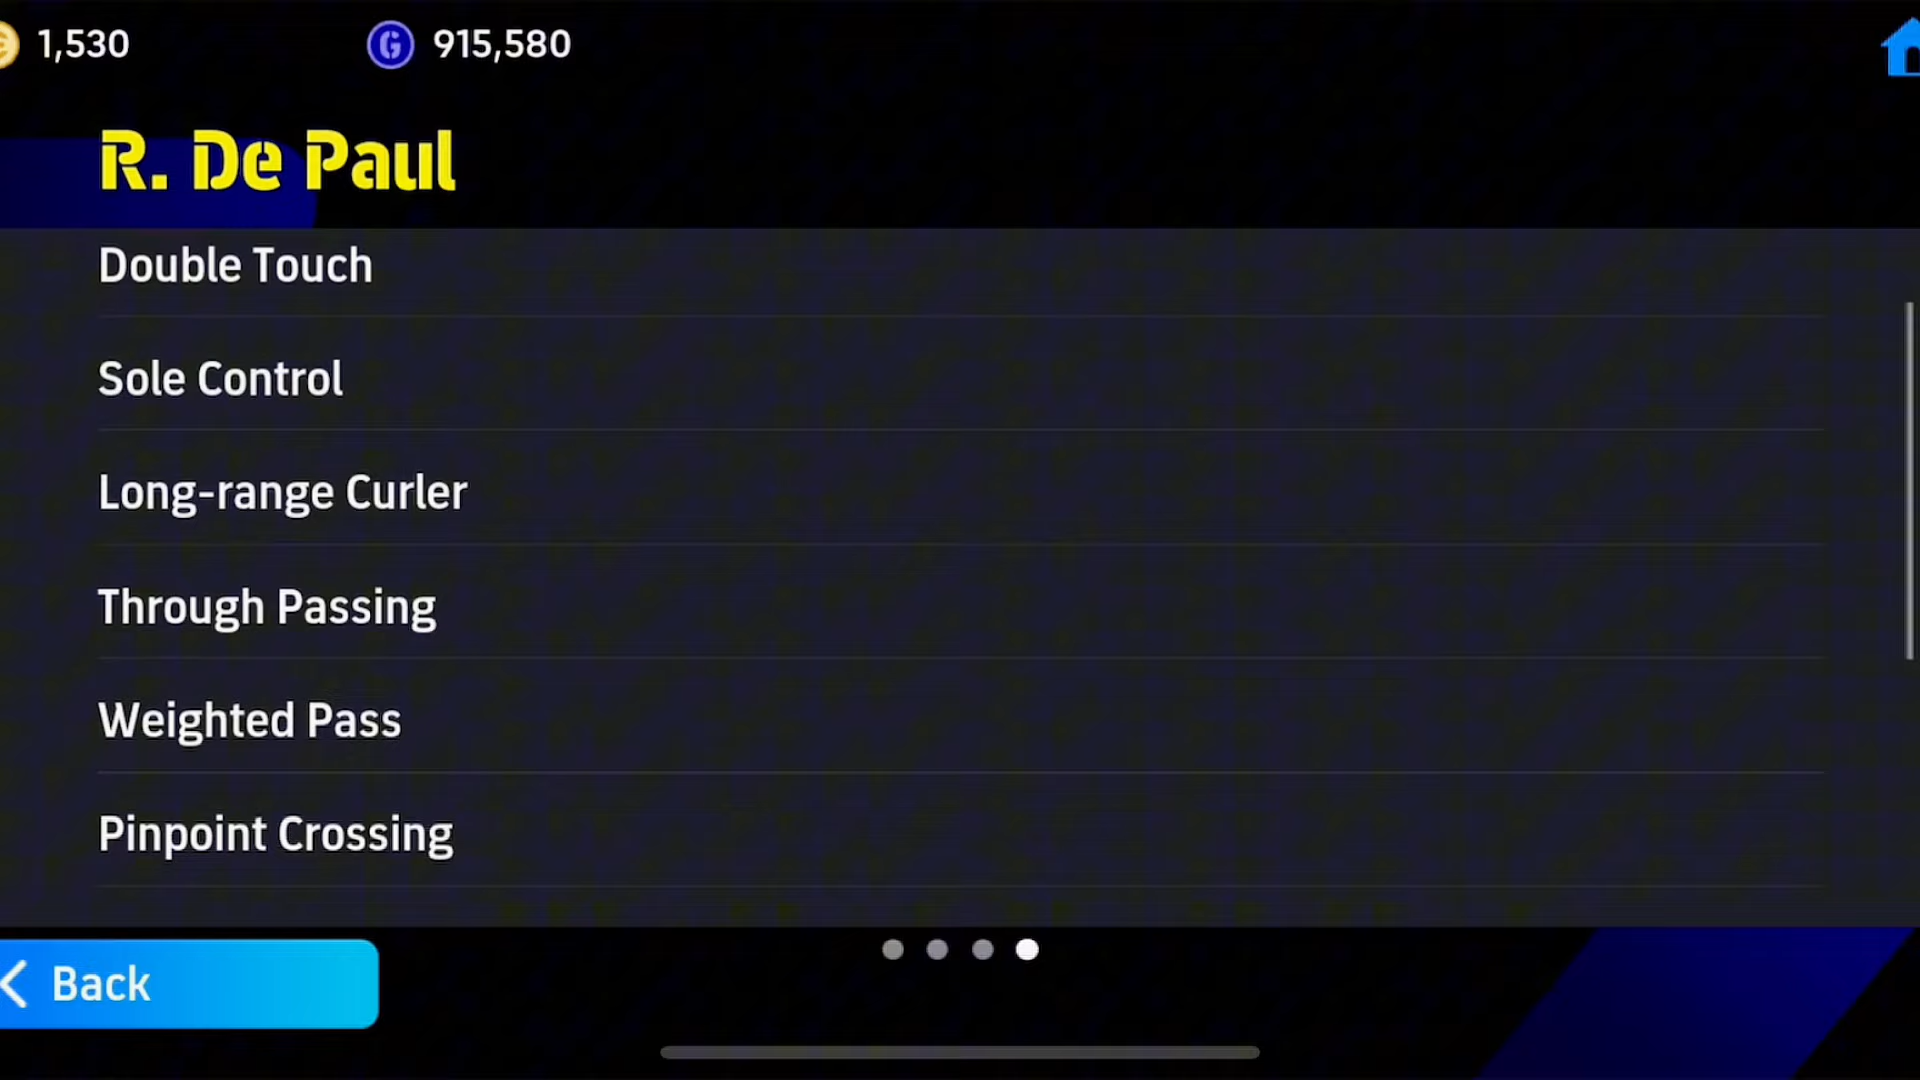 1,530
915,580
R. De Paul
Double Touch
Sole Control
Long-range Curler
Through Passing
Weighted Pass
Pinpoint Crossing
Back